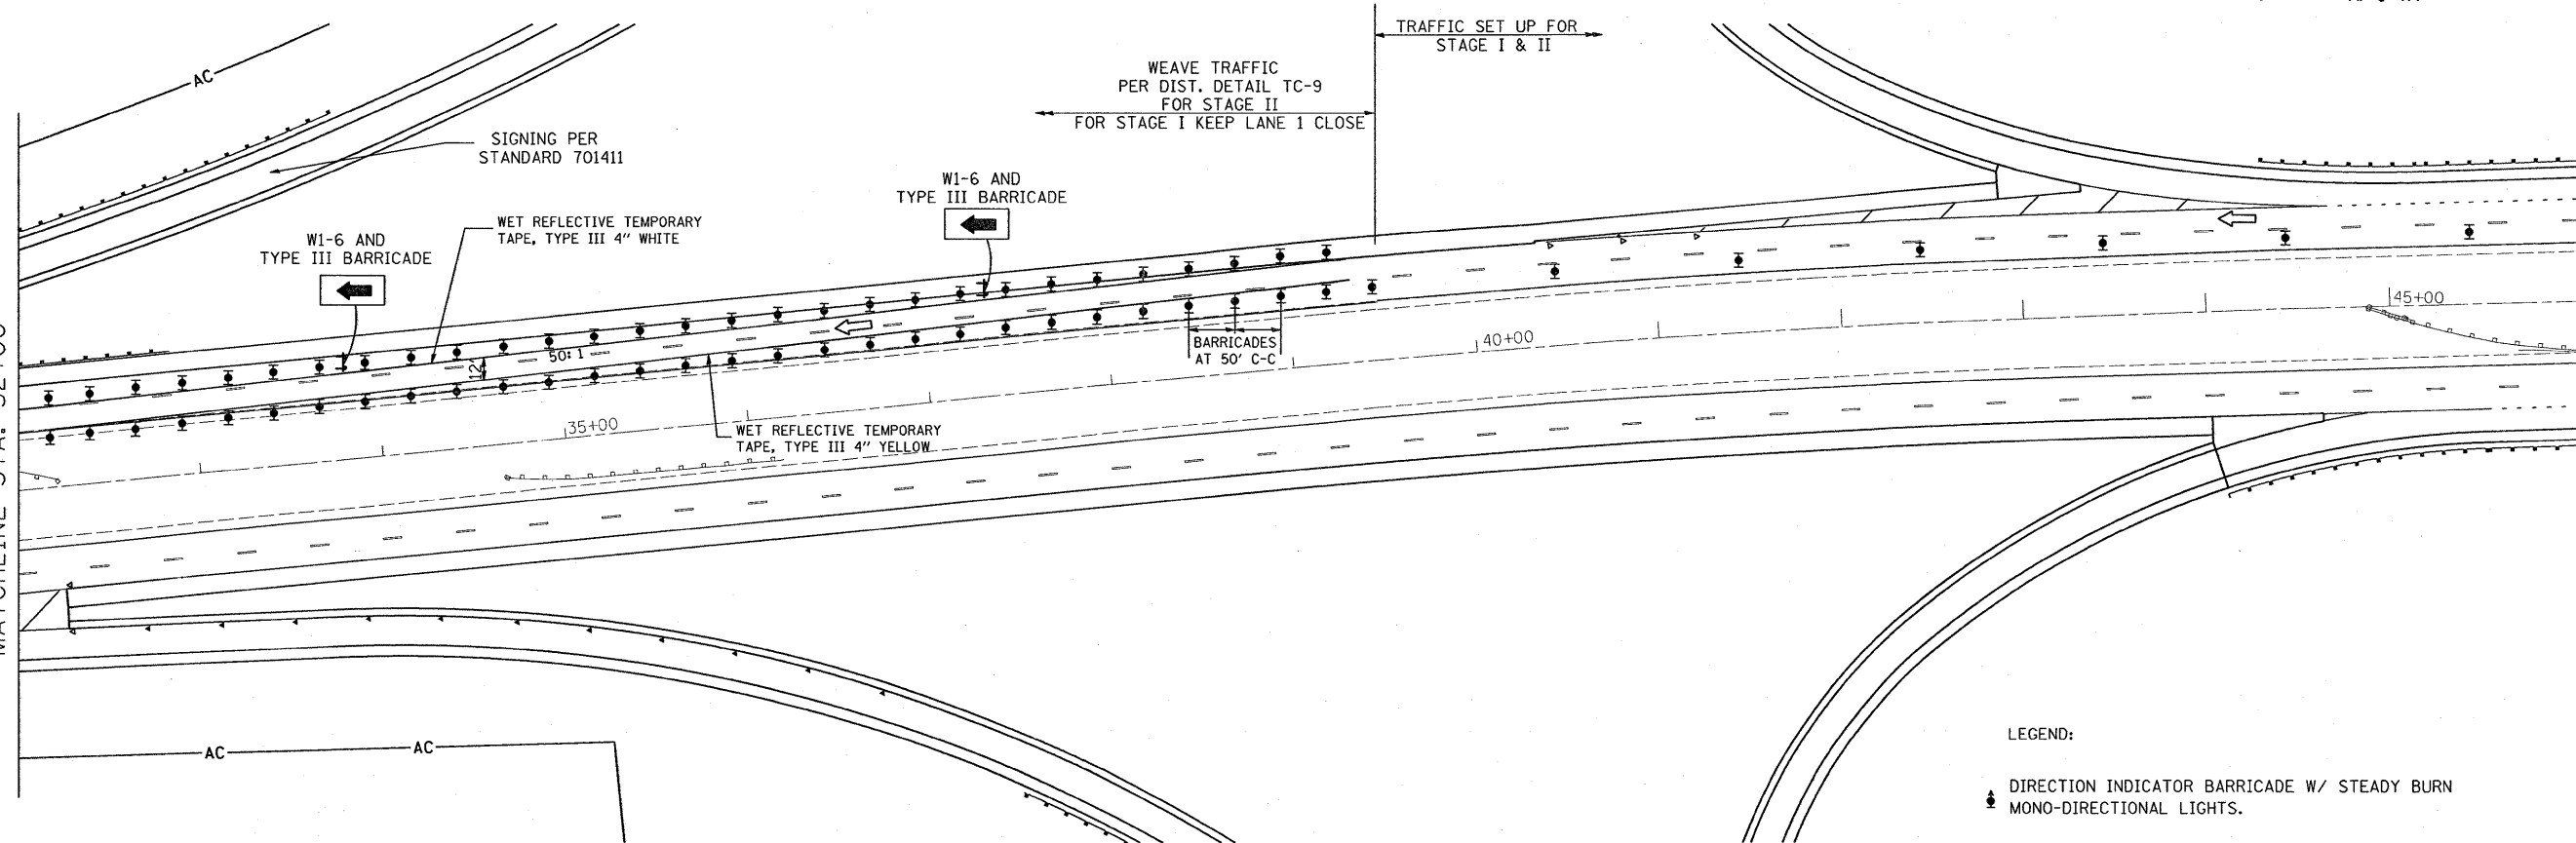 TRAFFIC SET UP FOR
STAGE I & II
WEAVE TRAFFIC
PER DIST. DETAIL TC-9
FOR STAGE II
FOR STAGE I KEEP LANE 1 CLOSE
AC
SIGNING PER
STANDARD 701411
W1-6 AND
TYPE III BARRICADE
WET REFLECTIVE TEMPORARY
TAPE, TYPE III 4" WHITE
W1-6 AND
TYPE III BARRICADE
45+00
40+00
BARRICADES
AT 50' C-C
50:1
12'
35+00
WET REFLECTIVE TEMPORARY
TAPE, TYPE III 4" YELLOW
MATCHLINE STA.
AC
AC
LEGEND:
DIRECTION INDICATOR BARRICADE W/ STEADY BURN
MONO-DIRECTIONAL LIGHTS.